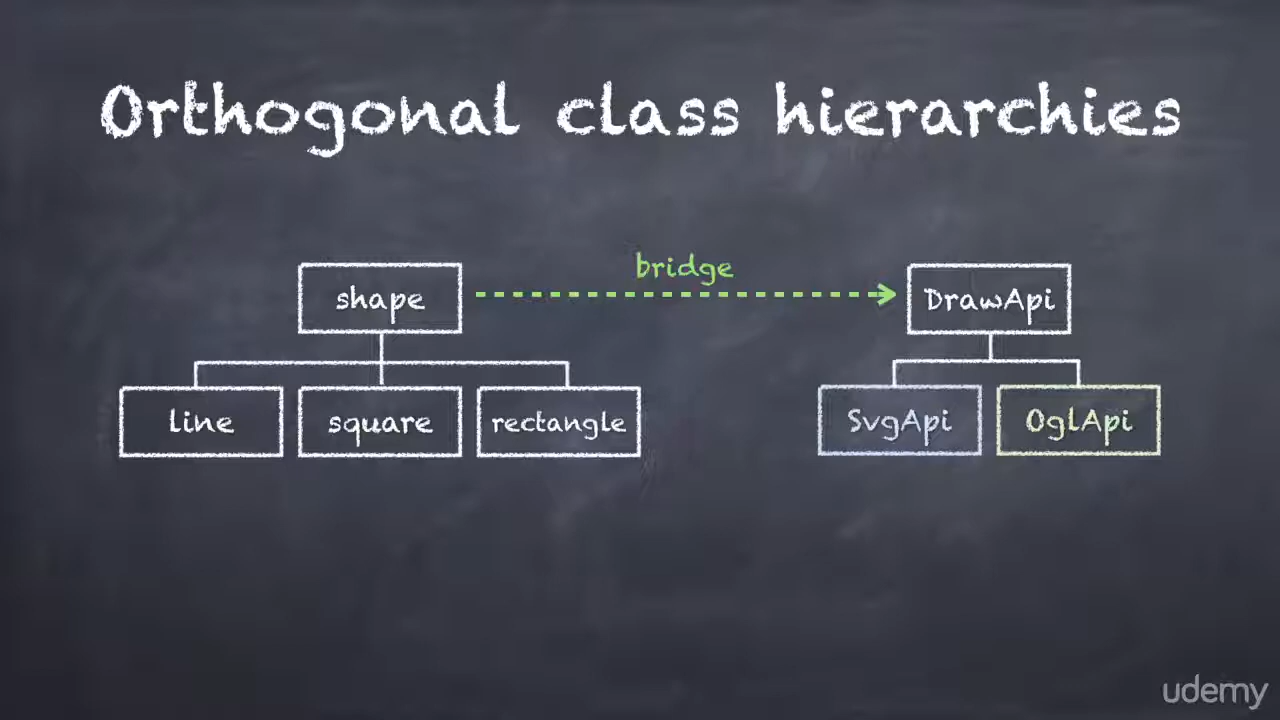 Orthogonal class hierarchies
bridge
shape
DrawApi
line
square
rectangle
SvgApi
OglApi
udemy